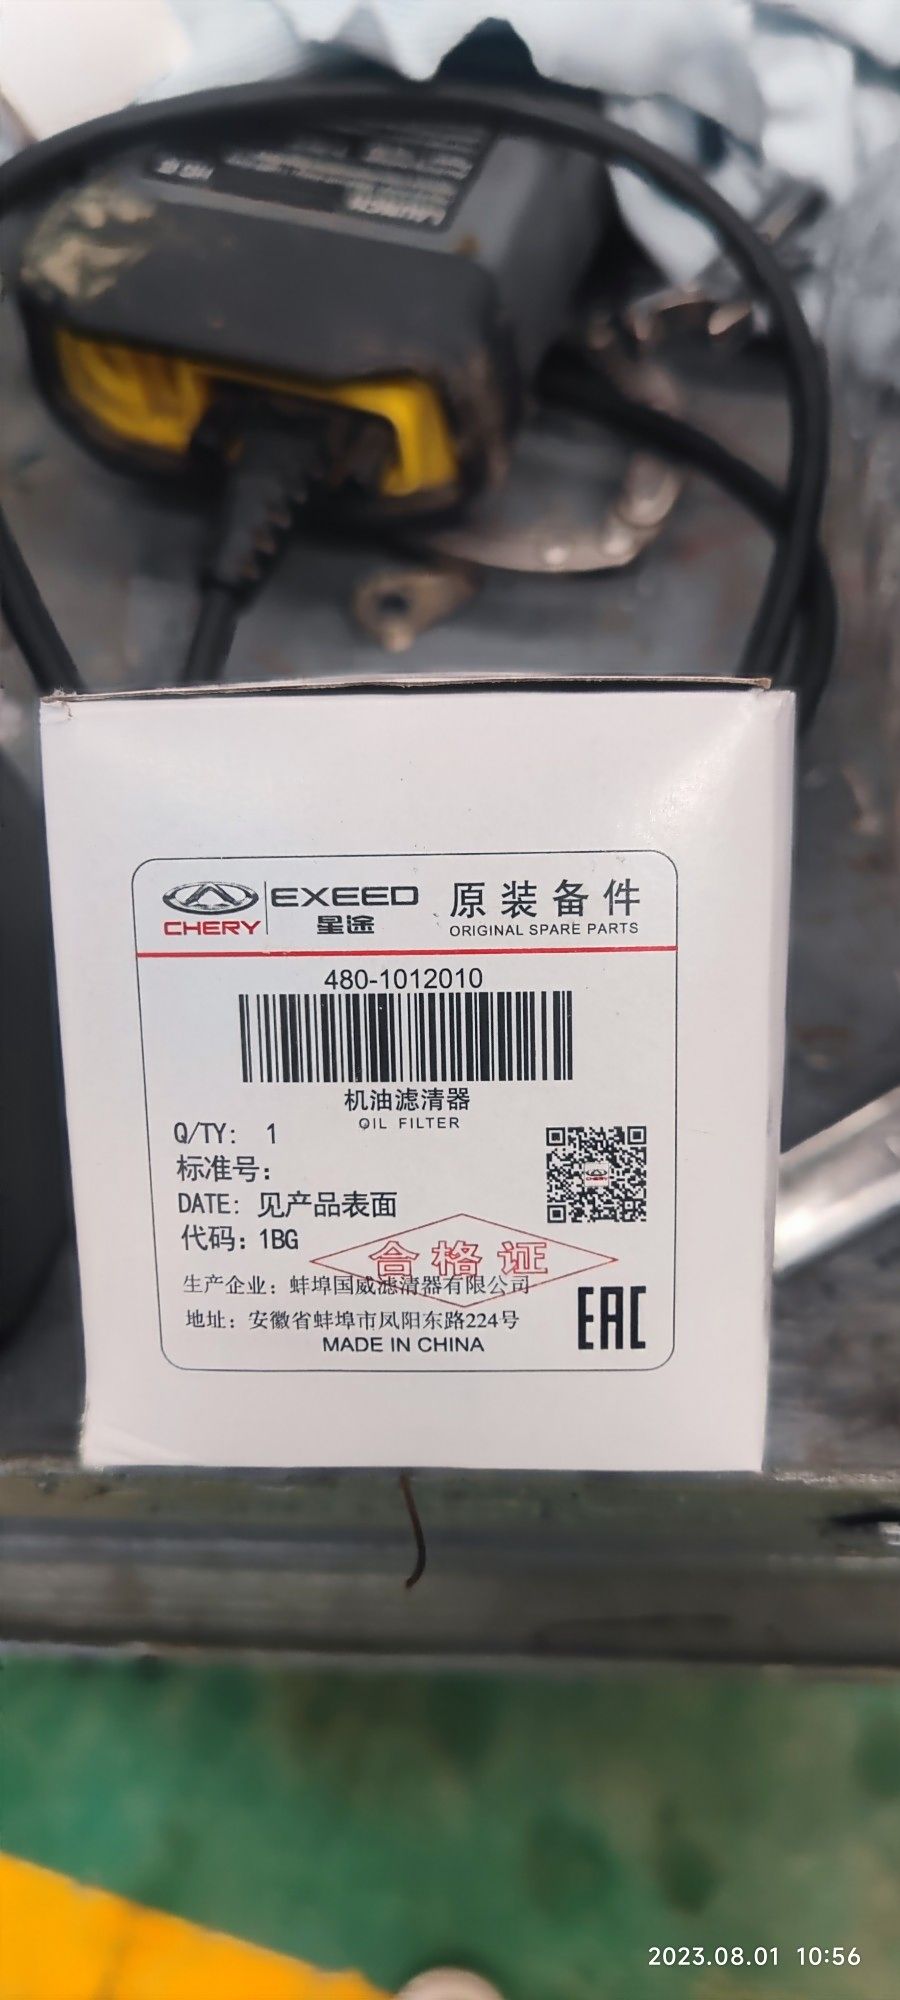 LAUNCH
CHERY
EXEED
星途
原装备件
ORIGINAL SPARE PARTS
480-1012010
机油滤清器
OIL FILTER
Q/TY: 1
标准号:
CHERY
DATE: 见产品表面
代码: 1BG
合格证
生产企业: 蚌埠国威滤清器有限公司
地址: 安徽省蚌埠市凤阳东路224号
EAC
MADE IN CHINA
2023.08.01 10:56